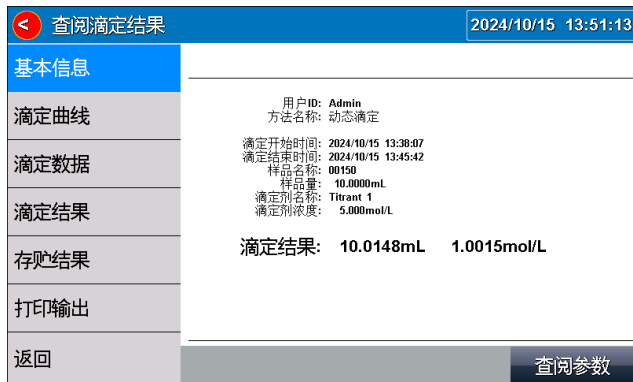 < 查阅滴定结果 2024/10/15 13:51:13
基本信息
滴定曲线
滴定数据
滴定结果
存贮结果
打印输出
返回
用户ID: Admin
方法名称: 动态滴定
滴定开始时间: 2024/10/15 13:38:07
滴定结束时间: 2024/10/15 13:45:42
样品名称: 00150
样品量: 10.0000mL
滴定剂名称: Titrant 1
滴定剂浓度: 5.000mol/L
滴定结果: 10.0148mL 1.0015mol/L
查阅参数